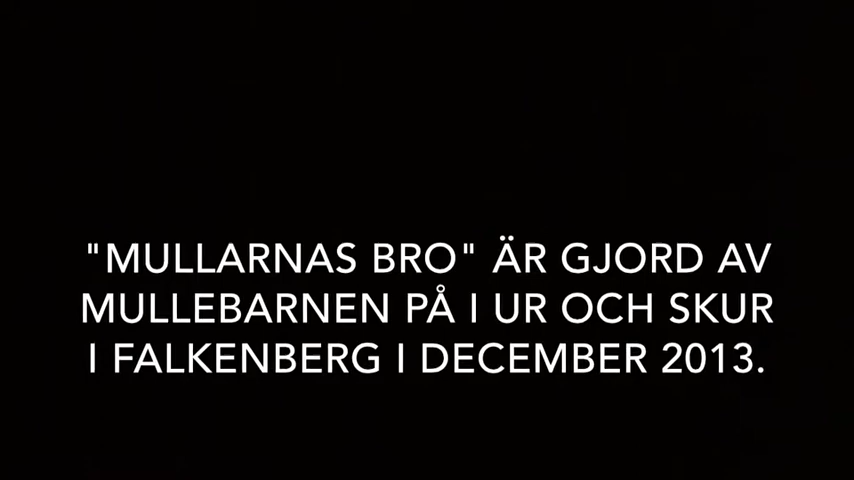 "MULLARNAS BRO" ÄR GJORD AV
MULLEBARNEN PÅ I UR OCH SKUR
I FALKENBERG I DECEMBER 2013.